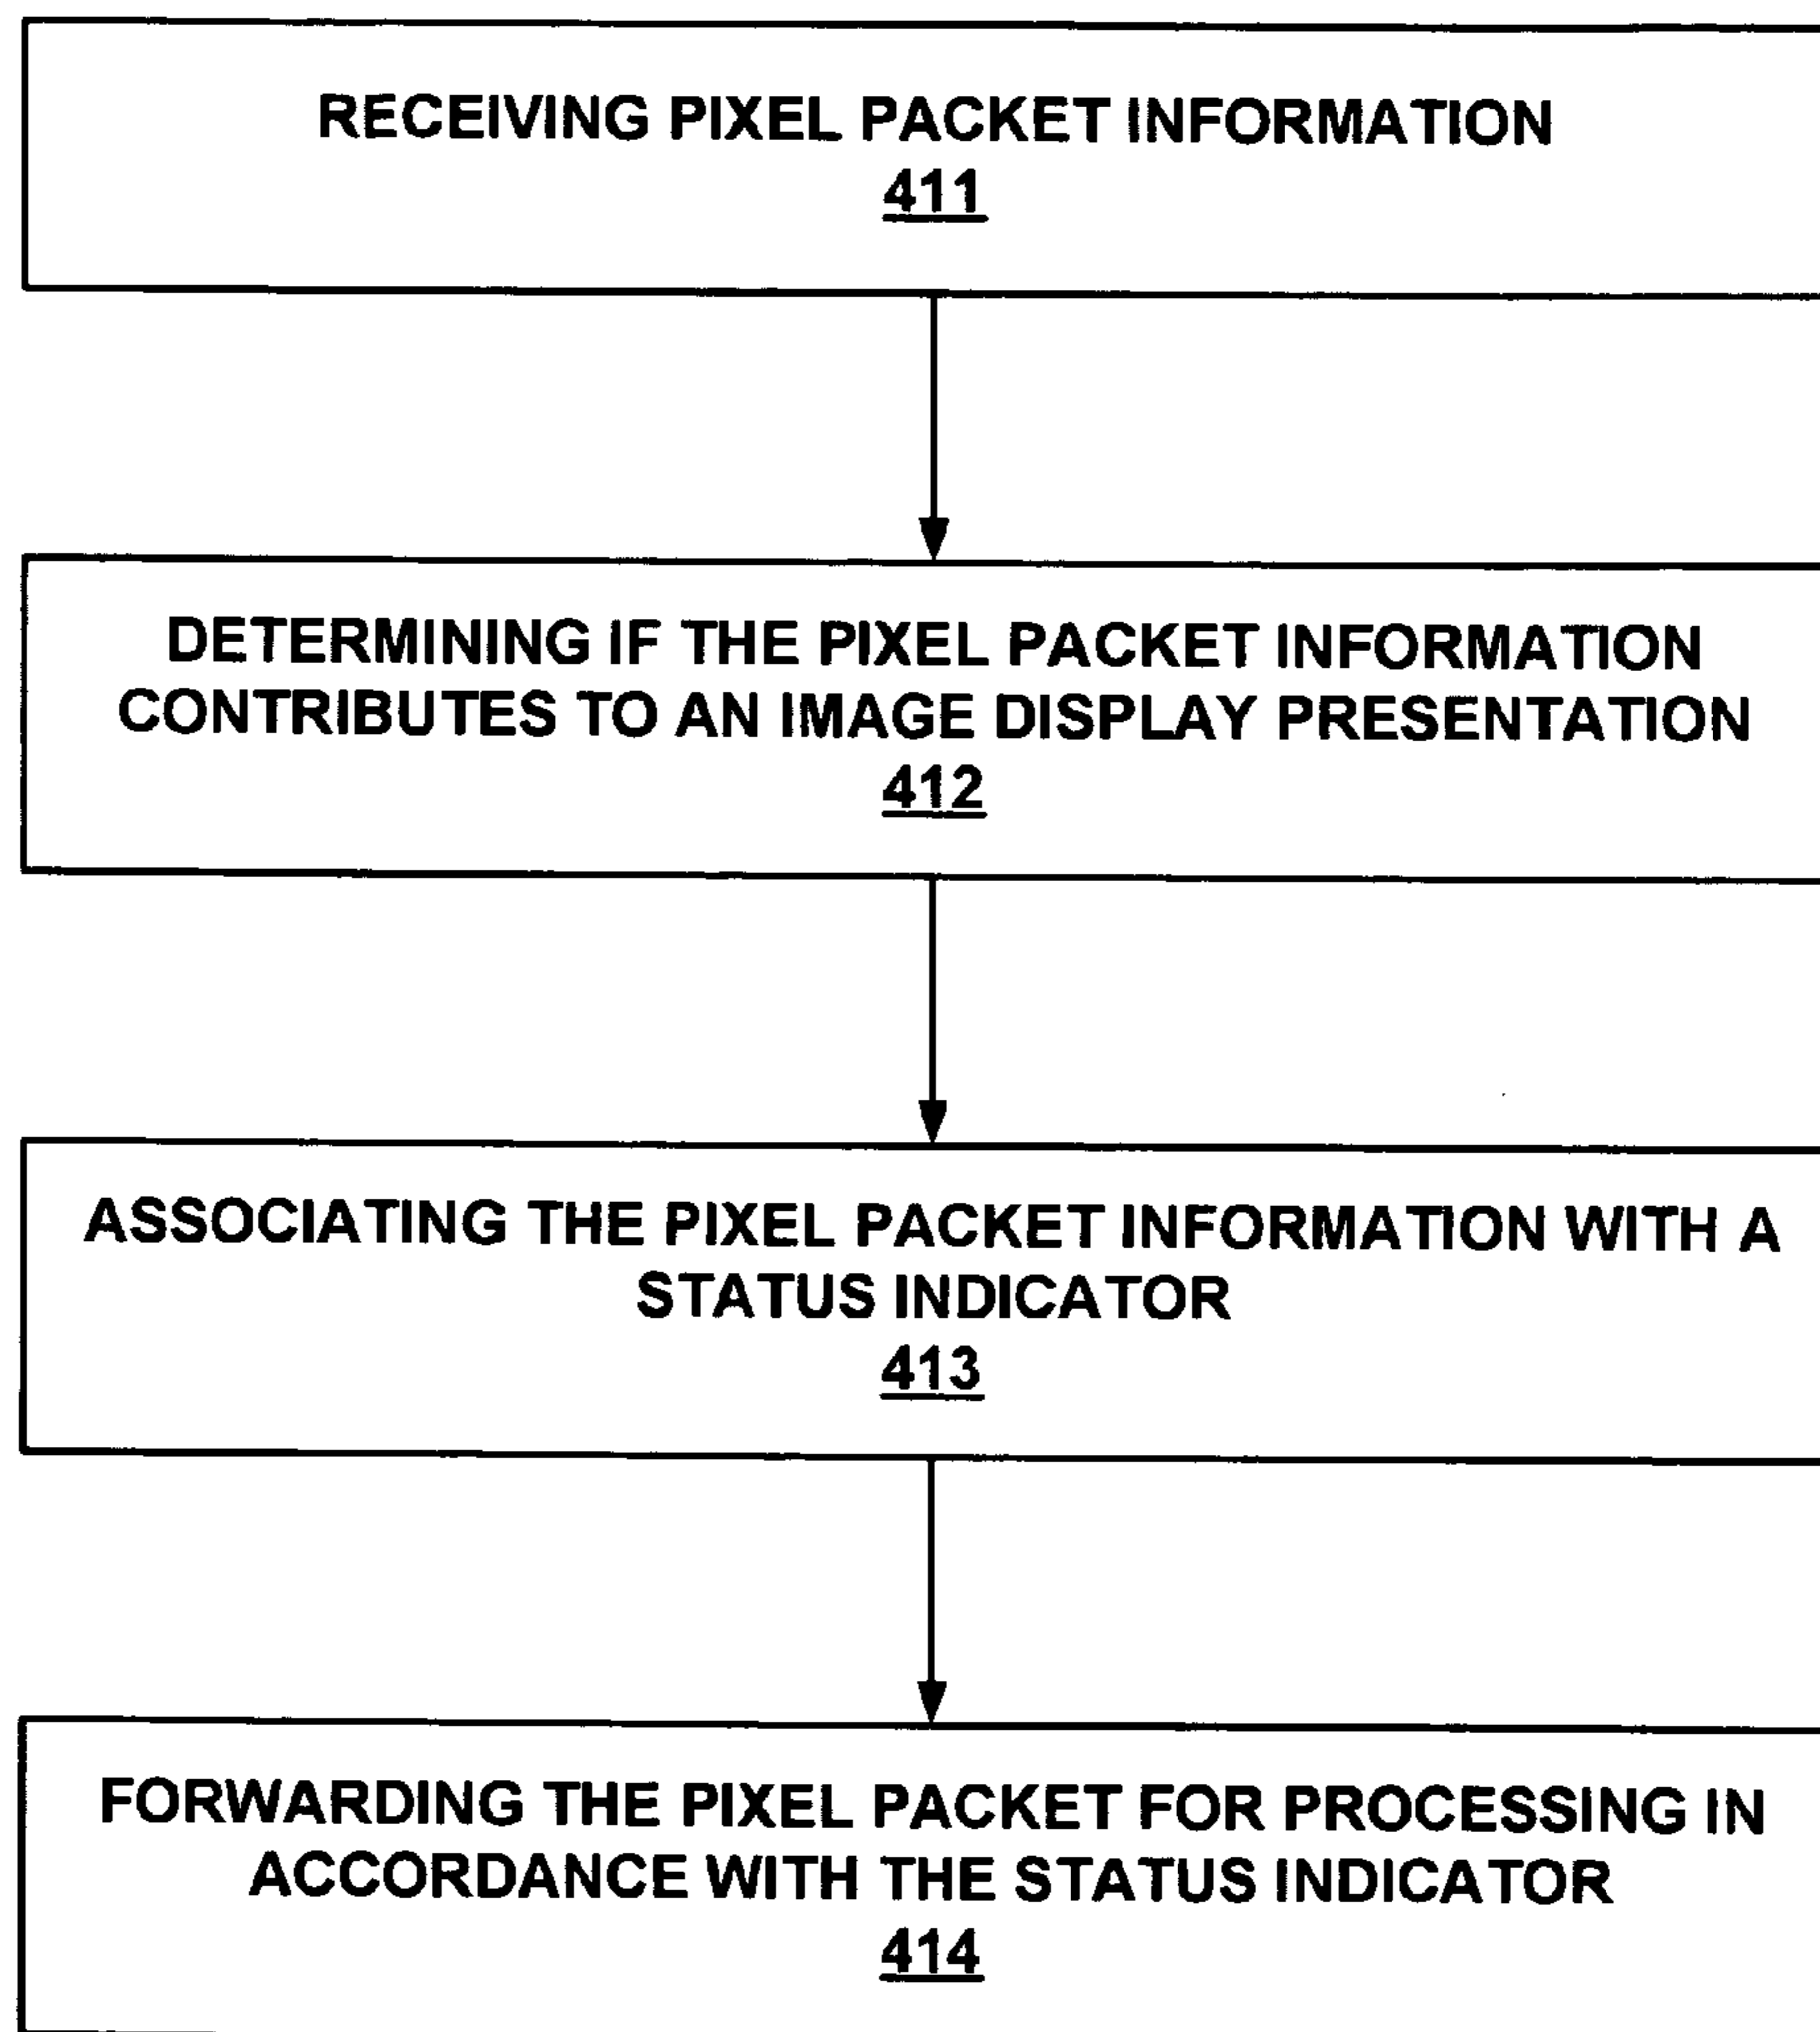 RECEIVING PIXEL PACKET INFORMATION
411
DETERMINING IF THE PIXEL PACKET INFORMATION
CONTRIBUTES TO AN IMAGE DISPLAY PRESENTATION
412
ASSOCIATING THE PIXEL PACKET INFORMATION WITH A
STATUS INDICATOR
413
FORWARDING THE PIXEL PACKET FOR PROCESSING IN
ACCORDANCE WITH THE STATUS INDICATOR
414